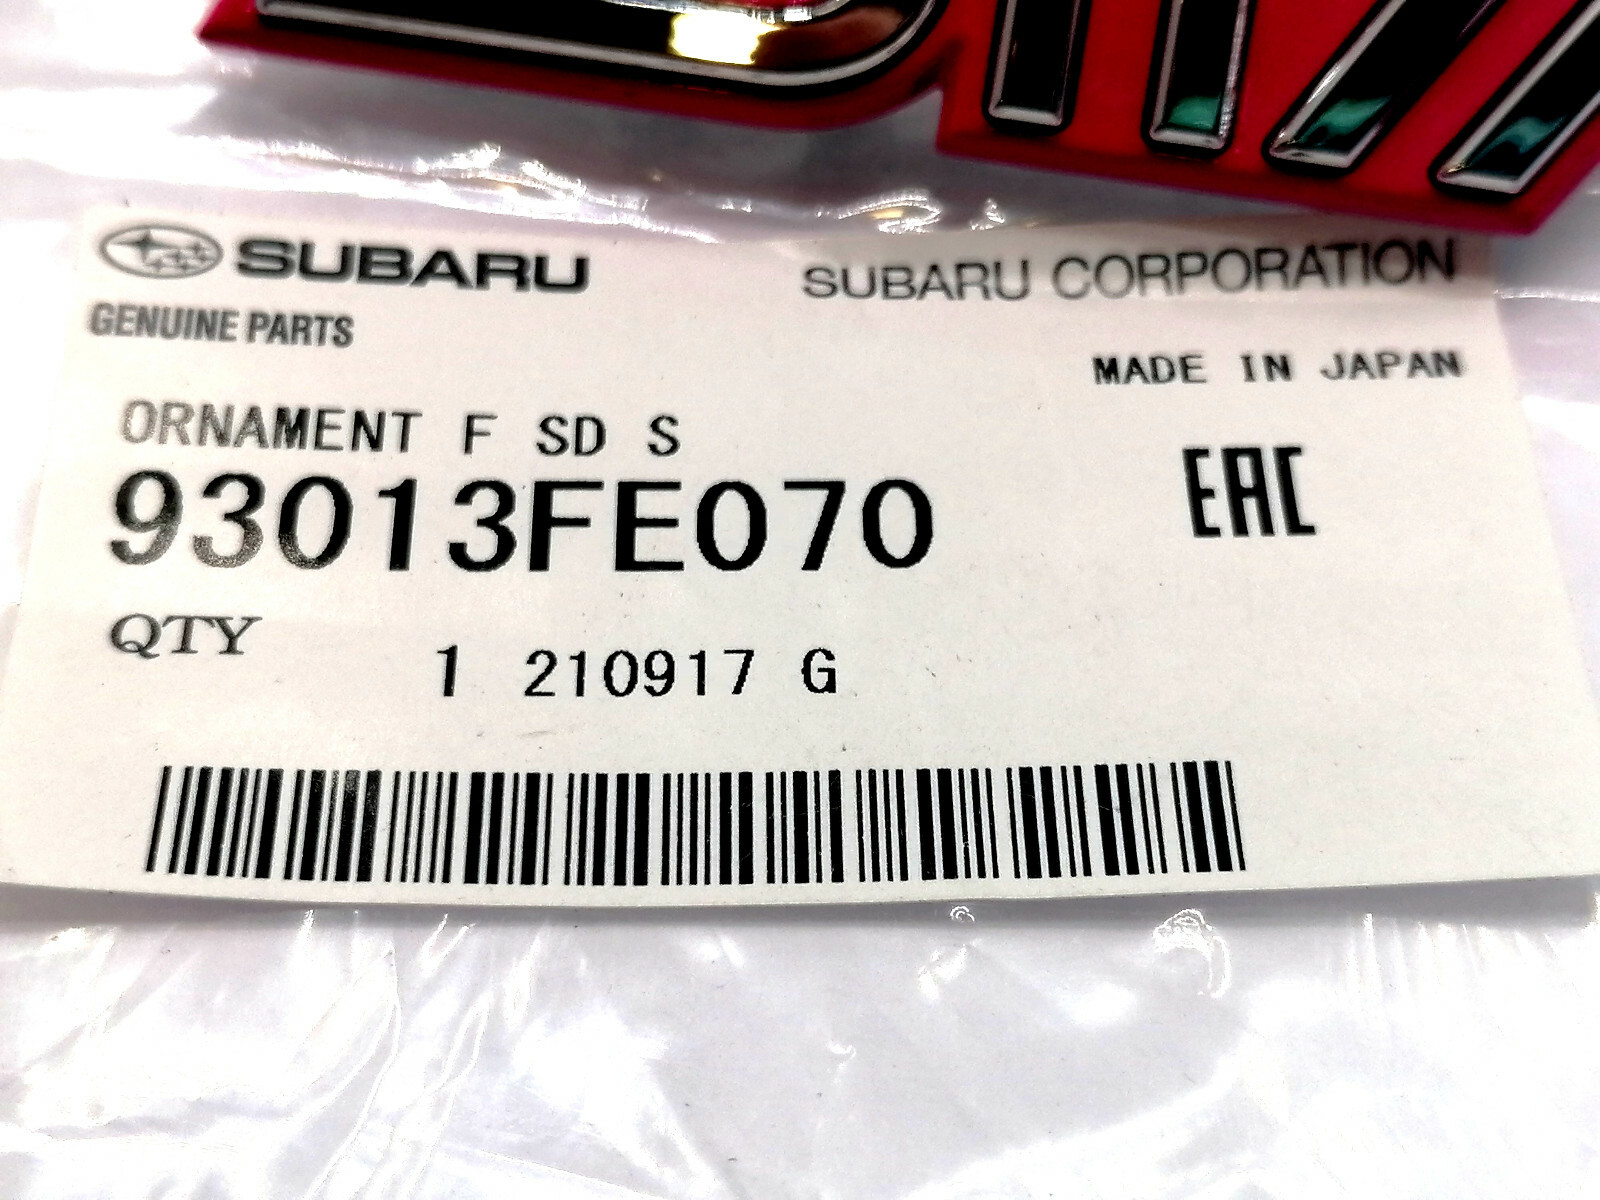 SUBARU
SUBARU CORPORATION
GENUINE PARTS
MADE IN JAPAN
ORNAMENT F SD S
EAC
93013FE070
QTY
1 210917 G